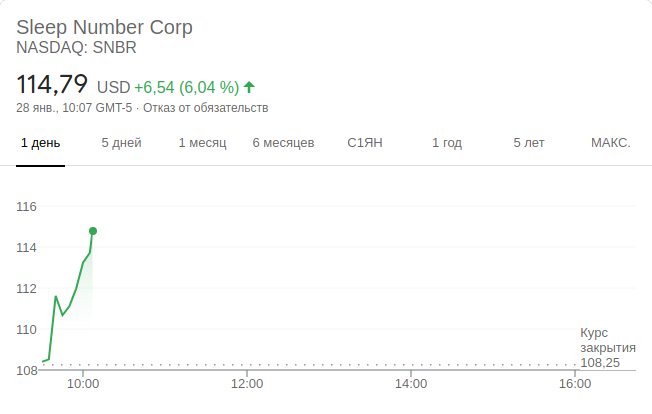 Sleep Number Corp
NASDAQ: SNBR
114,79 USD +6,54 (6,04 %)
28 янв., 10:07 GMT-5 · Отказ от обязательств
1 день 5 дней 1 месяц 6 месяцев С1ЯН 1 год 5 лет МАКС.
116
114
112
110
108
Курс
закрытия
108,25
10:00 12:00 14:00 16:00